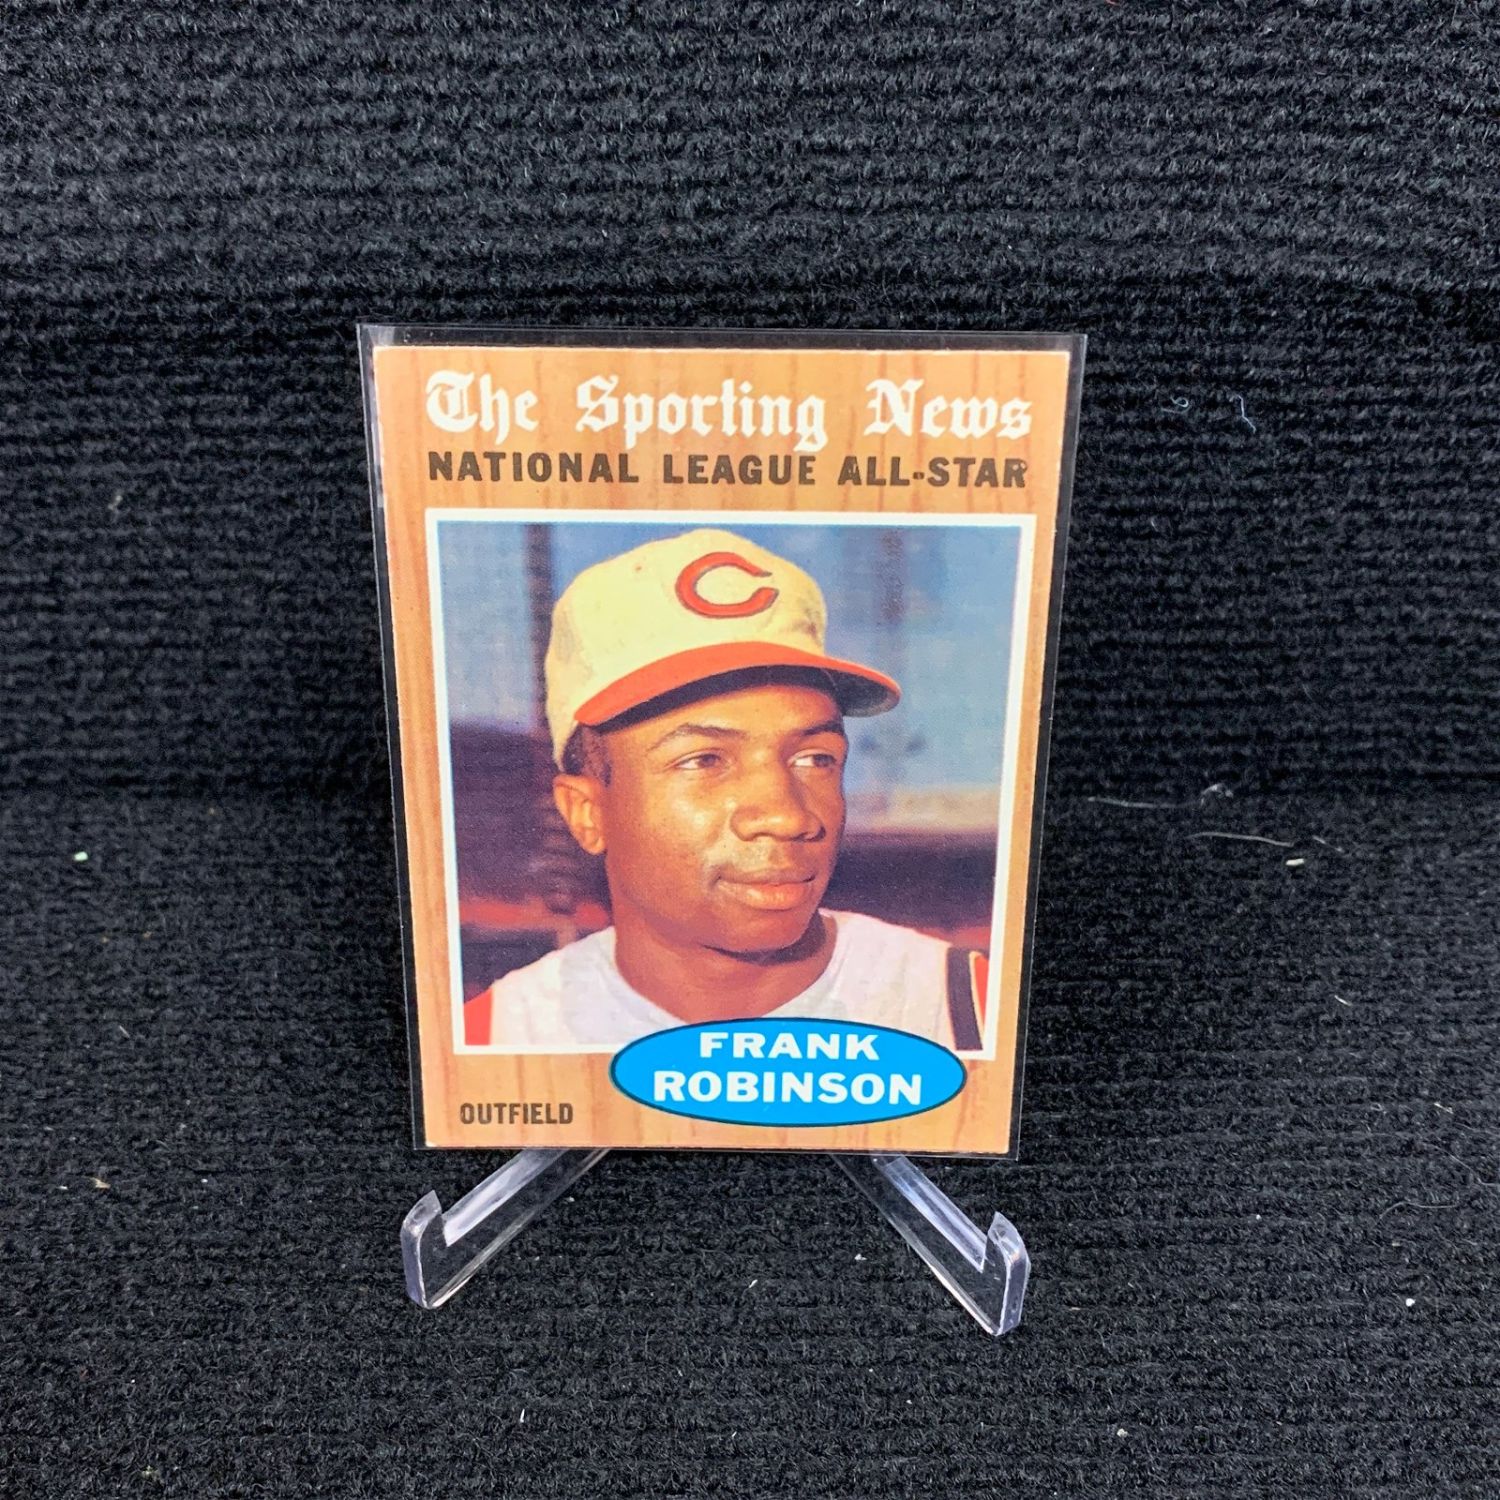 The Sporting News
NATIONAL LEAGUE ALL-STAR
C
FRANK
ROBINSON
OUTFIELD